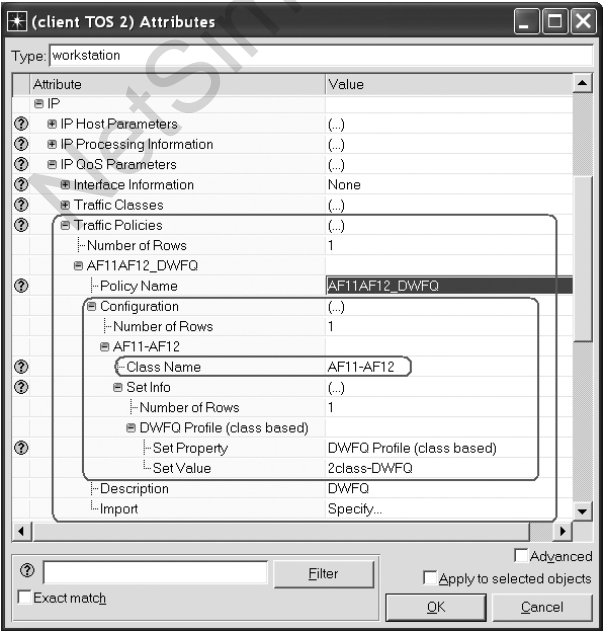 (client TOS 2) Attributes
Type: workstation
Attribute Value
IP
IP Host Parameters (...)
IP Processing Information (...)
IP QoS Parameters (...)
Interface Information None
Traffic Classes (...)
Traffic Policies (...)
Number of Rows 1
AF11AF12_DWFQ
Policy Name AF11AF12_DWFQ
Configuration (...)
Number of Rows 1
AF11-AF12
Class Name AF11-AF12
Set Info (...)
Number of Rows 1
DWFQ Profile (class based)
Set Property DWFQ Profile (class based)
Set Value 2class-DWFQ
Description DWFQ
Import Specify...
Advanced
Filter
Apply to selected objects
Exact match
OK Cancel